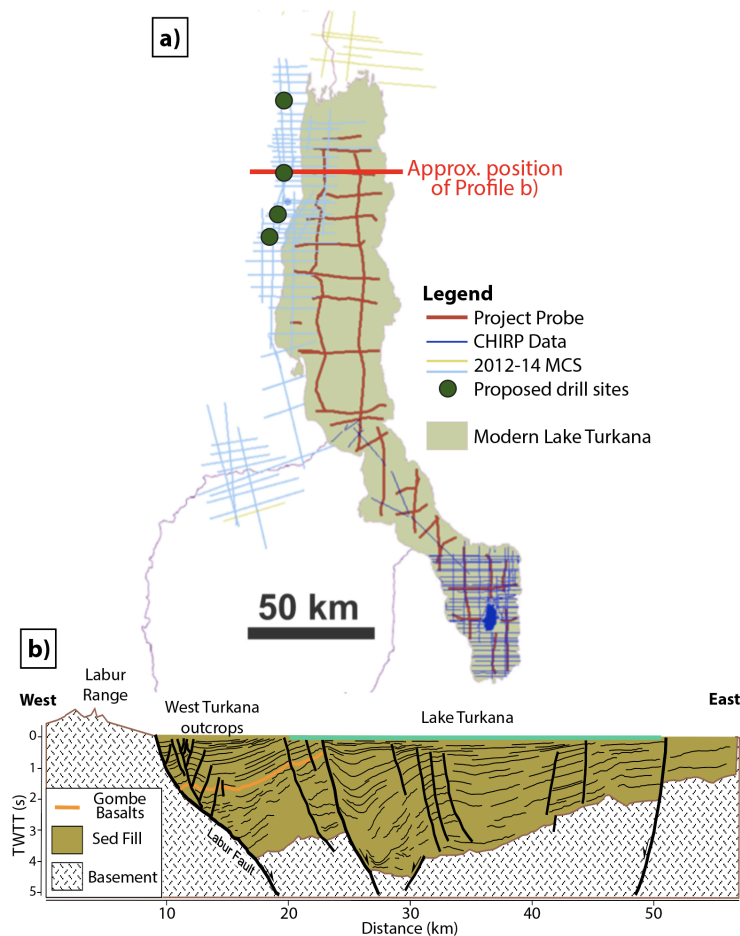 a)
Approx. position
of Profile b)
Legend
Project Probe
CHIRP Data
2012-14 MCS
Proposed drill sites
Modern Lake Turkana
50 km
b)
Labur
Range
West
West Turkana
outcrops
Lake Turkana
East
0
1
2
3
4
5
TWTT (s)
Gombe
Basalts
Sed Fill
Basement
Labur Fault
10
20
30
40
50
Distance (km)